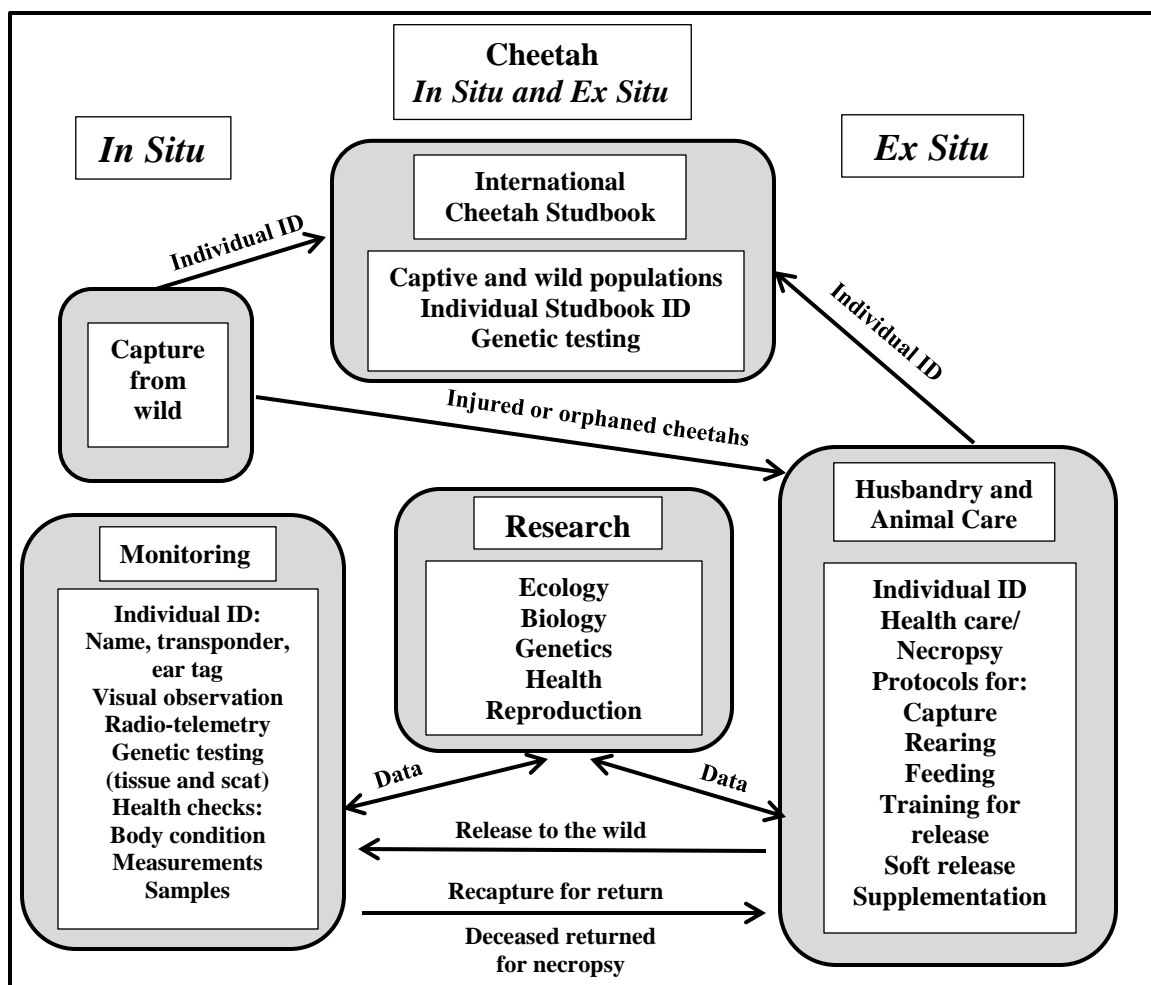 Cheetah
In Situ and Ex Situ
In Situ
Ex Situ
International
Cheetah Studbook
Captive and wild populations
Individual Studbook ID
Genetic testing
Individual ID
Individual ID
Capture
from
wild
Injured or orphaned cheetahs
Husbandry and
Animal Care
Individual ID
Health care/
Necropsy
Protocols for:
Capture
Rearing
Feeding
Training for
release
Soft release
Supplementation
Research
Ecology
Biology
Genetics
Health
Reproduction
Monitoring
Individual ID:
Name, transponder,
ear tag
Visual observation
Radio-telemetry
Genetic testing
(tissue and scat)
Health checks:
Body condition
Measurements
Samples
Data
Data
Release to the wild
Recapture for return
Deceased returned
for necropsy